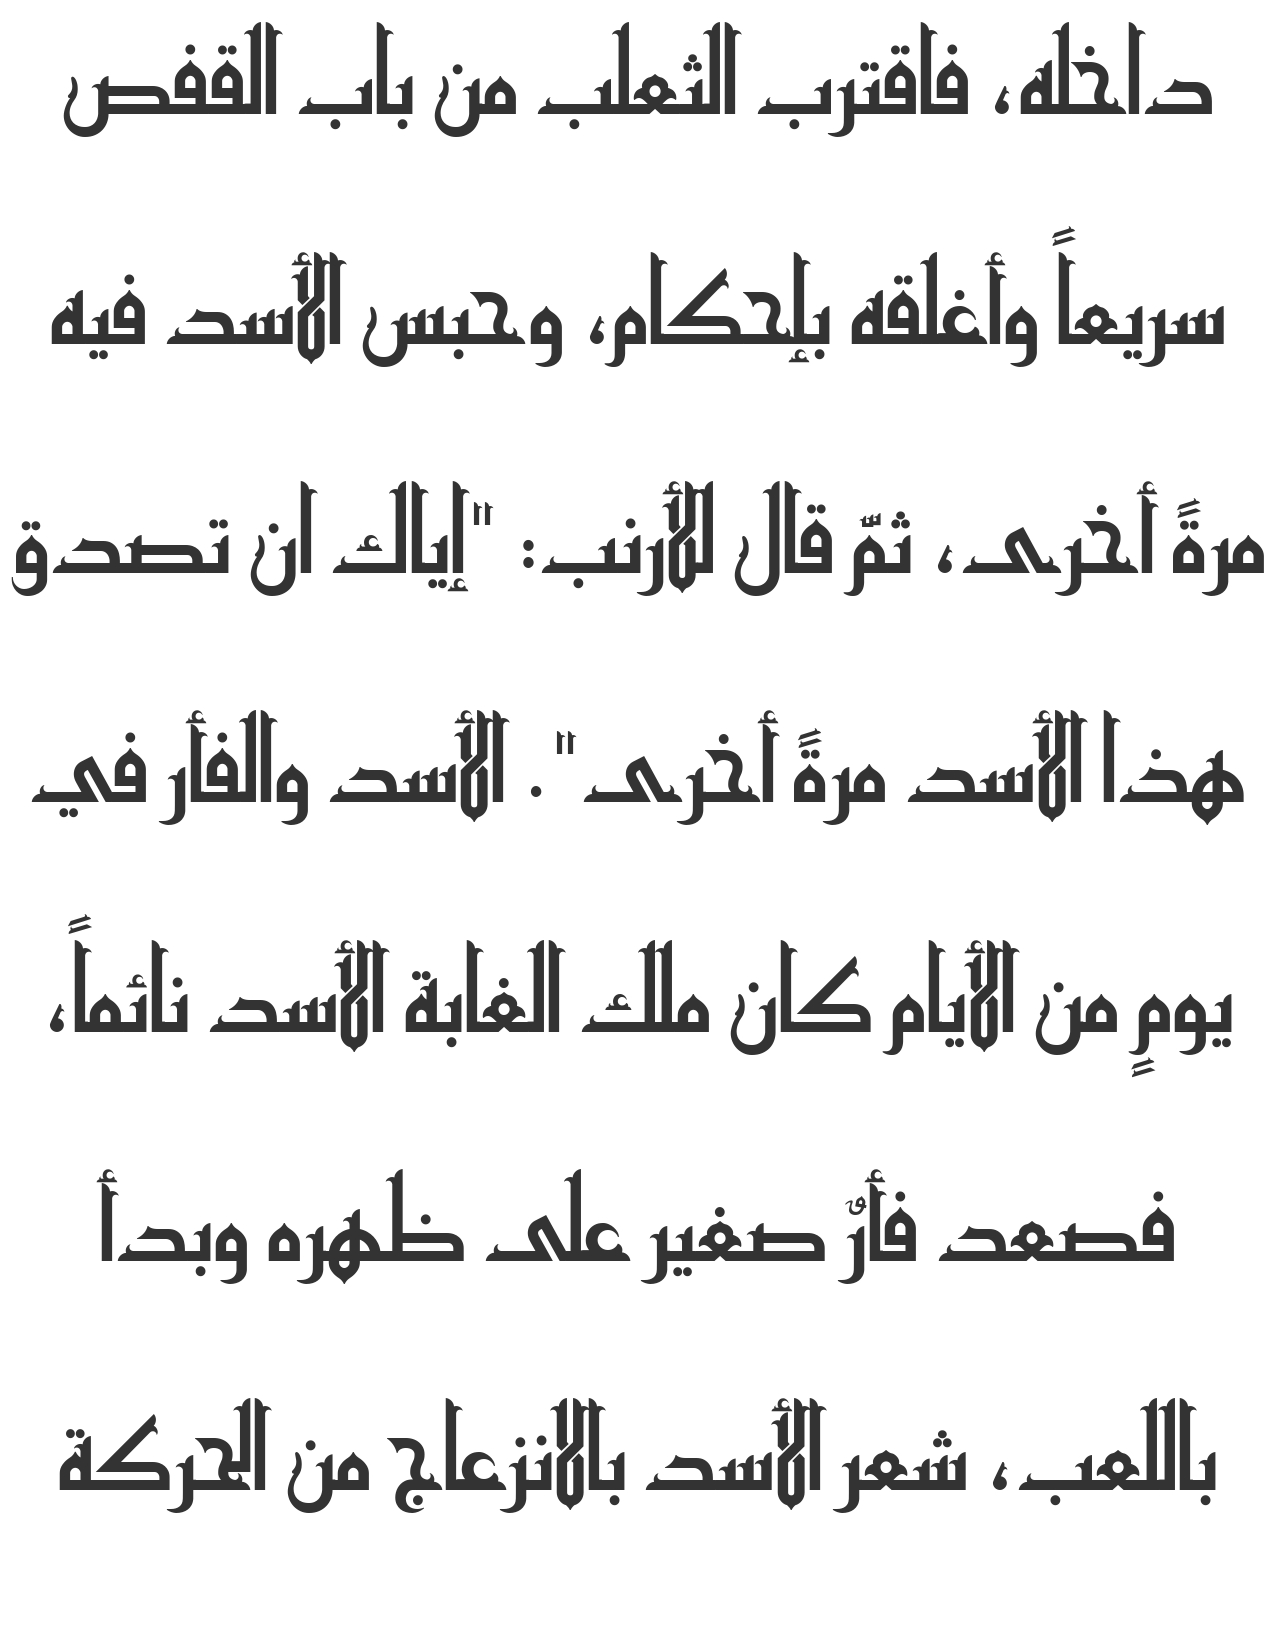 داخله، فاقترب الثعلب من باب القفص
سريعاً وأغلقه بإحكام، وحبس الأسد فيه
مرةً أخرى، ثمّ قال للأرنب: "إياك ان تصدق
هذا الأسد مرةً أخرى". الأسد والفأر في
يومٍ من الأيام كان ملك الغابة الأسد نائماً،
فصعد فأرٌ صغير على ظهره وبدأ
باللعب، شعر الأسد بالانزعاج من الحركة